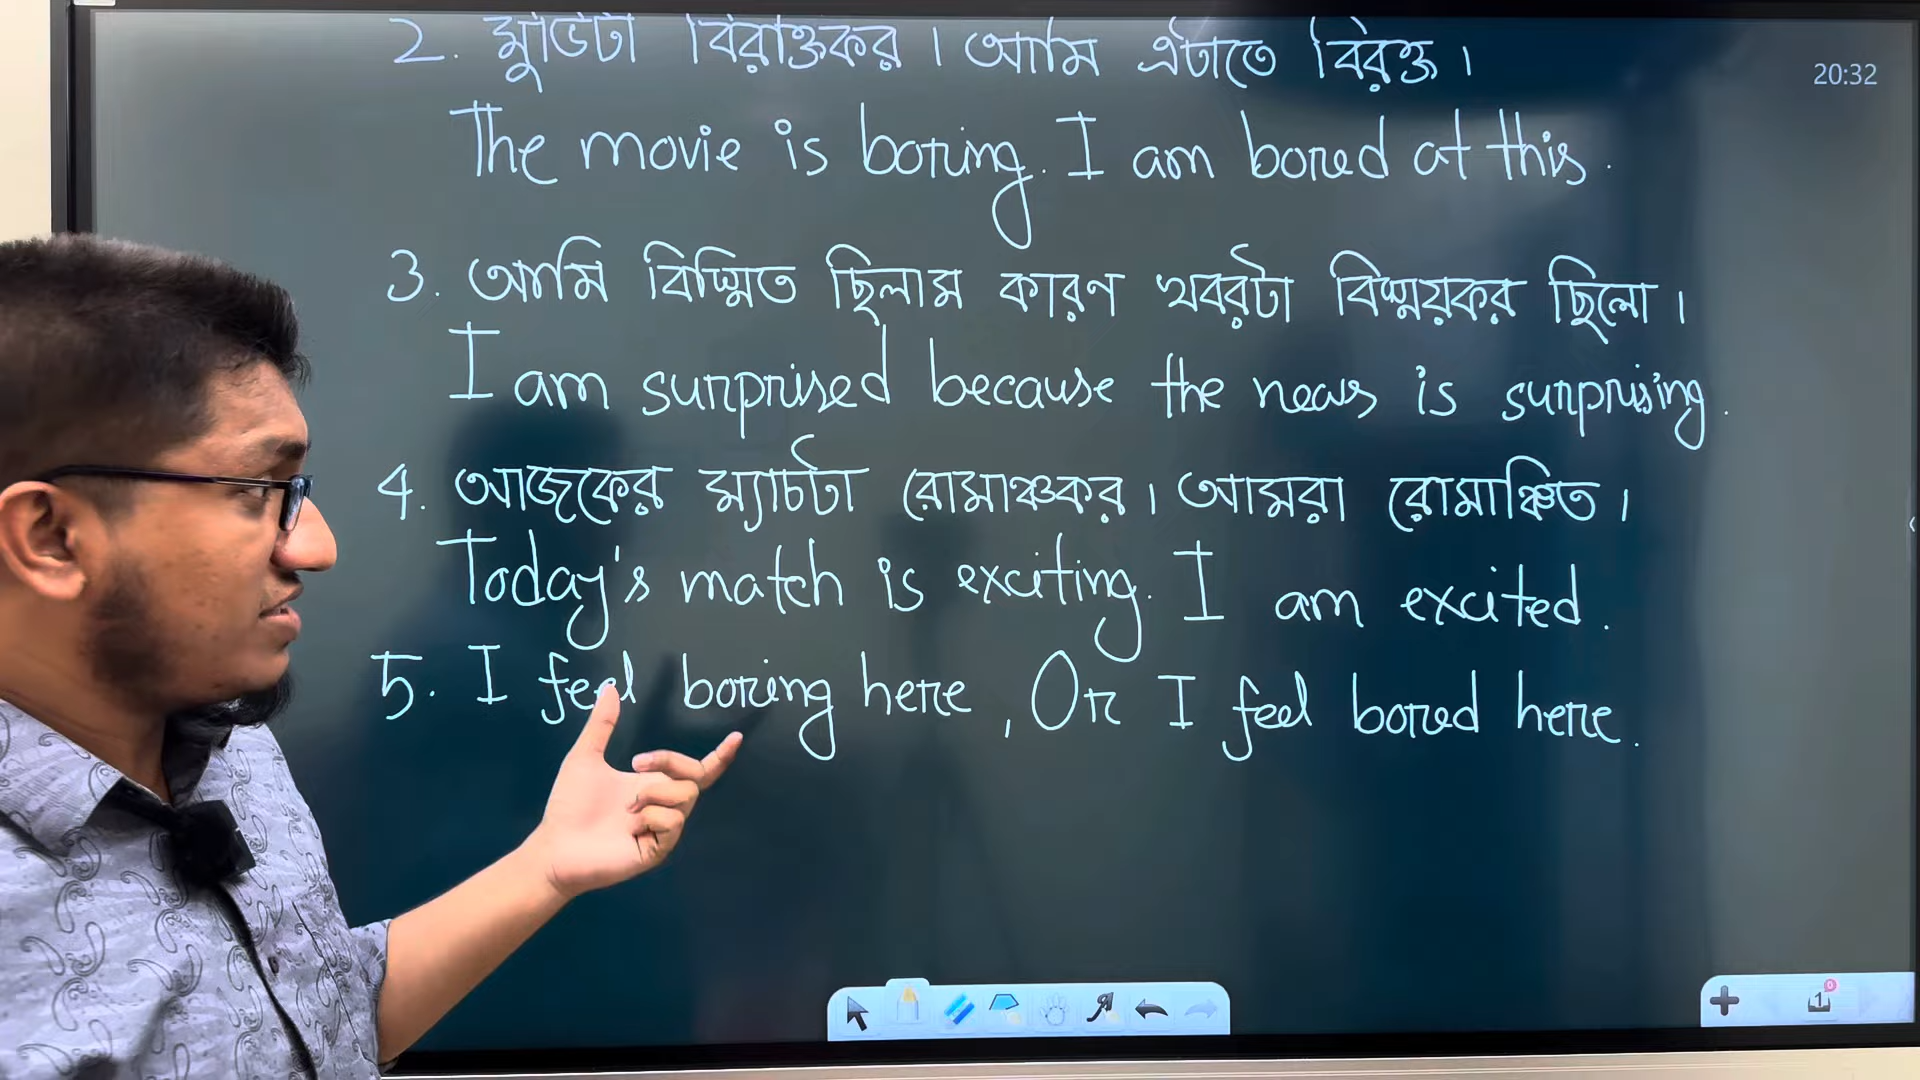 2. মুভিটা বিরক্তিকর । আমি এটাতে বিরক্ত ।
20:32
The movie is boring. I am bored at this.
3. আমি বিস্মিত ছিলাম কারণ খবরটা বিস্ময়কর ছিলো ।
I am surprised because the news is surprising.
4. আজকের ম্যাচটা রোমাঞ্চকর । আমরা রোমাঞ্চিত ।
Today's match is exciting. I am excited.
5. I feel boring here, Or I feel bored here.
1
0